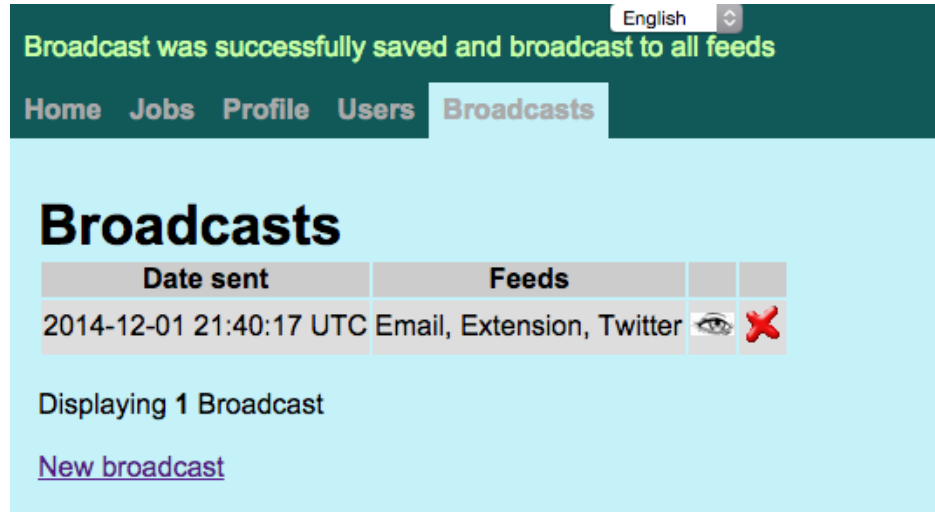 English
Broadcast was successfully saved and broadcast to all feeds
Home Jobs Profile Users Broadcasts
Broadcasts
Date sent Feeds
2014-12-01 21:40:17 UTC Email, Extension, Twitter
Displaying 1 Broadcast
New broadcast